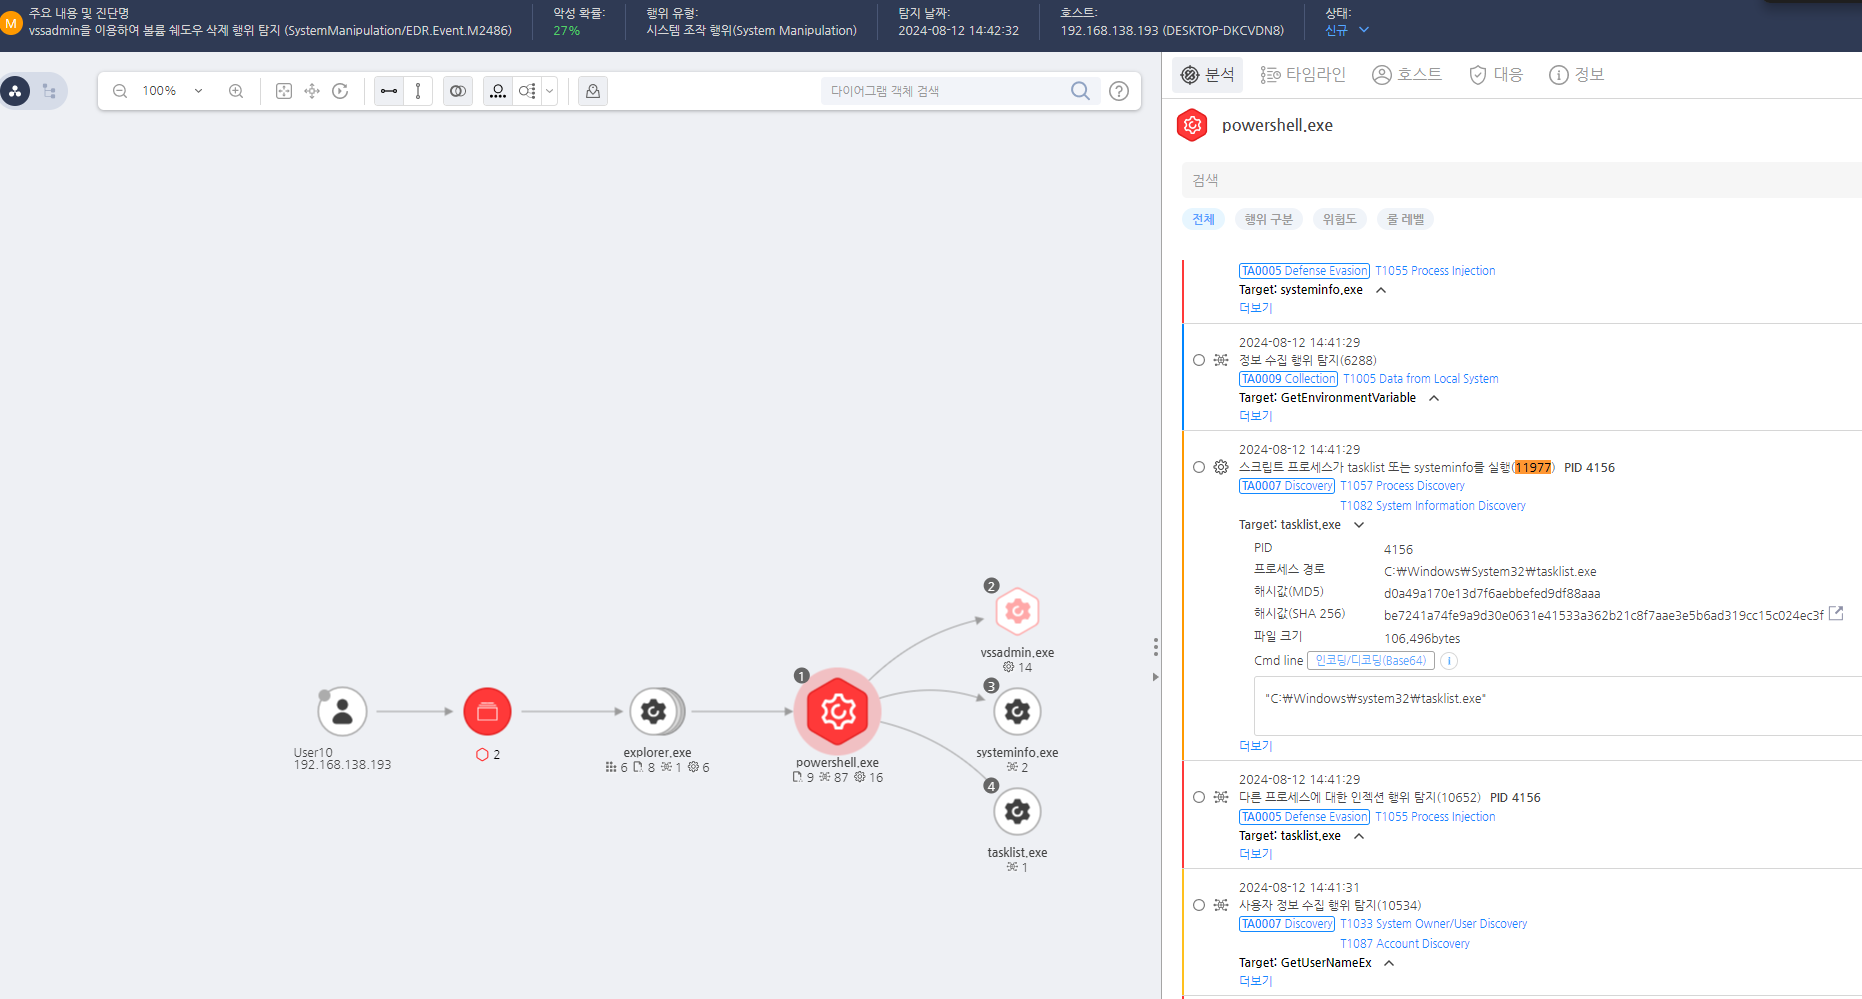 M
주요 내용 및 진단명
vssadmin을 이용하여 볼륨 쉐도우 삭제 행위 탐지 (SystemManipulation/EDR.Event.M2486)
악성 확률:
27%
행위 유형:
시스템 조작 행위(System Manipulation)
탐지 날짜:
2024-08-12 14:42:32
호스트:
192.168.138.193 (DESKTOP-DKCVDN8)
상태:
신규
100%
다이어그램 객체 검색
User10
192.168.138.193
2
explorer.exe
6 8 1 6
1
powershell.exe
9 87 16
2
vssadmin.exe
14
3
systeminfo.exe
2
4
tasklist.exe
1
분석 타임라인 호스트 대응 정보
powershell.exe
검색
전체 행위 구분 위험도 룰 레벨
TA0005 Defense Evasion T1055 Process Injection
Target: systeminfo.exe
더보기
2024-08-12 14:41:29
정보 수집 행위 탐지(6288)
TA0009 Collection T1005 Data from Local System
Target: GetEnvironmentVariable
더보기
2024-08-12 14:41:29
스크립트 프로세스가 tasklist 또는 systeminfo를 실행(11977) PID 4156
TA0007 Discovery T1057 Process Discovery
T1082 System Information Discovery
Target: tasklist.exe
PID 4156
프로세스 경로 C:₩Windows₩System32₩tasklist.exe
해시값(MD5) d0a49a170e13d7f6aebbefed9df88aaa
해시값(SHA 256) be7241a74fe9a9d30e0631e41533a362b21c8f7aae3e5b6ad319cc15c024ec3f
파일 크기 106,496bytes
Cmd line 인코딩/디코딩(Base64)
"C:₩Windows₩system32₩tasklist.exe"
더보기
2024-08-12 14:41:29
다른 프로세스에 대한 인젝션 행위 탐지(10652) PID 4156
TA0005 Defense Evasion T1055 Process Injection
Target: tasklist.exe
더보기
2024-08-12 14:41:31
사용자 정보 수집 행위 탐지(10534)
TA0007 Discovery T1033 System Owner/User Discovery
T1087 Account Discovery
Target: GetUserNameEx
더보기